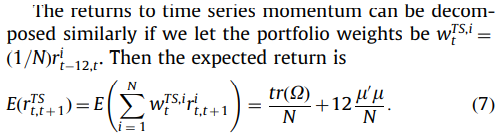 The returns to time series momentum can be decom-
posed similarly if we let the portfolio weights be $w_t^{TS,i} =$
$(1/N)r_{t-12,t}^{i}$. Then the expected return is
$E(r_{t,t+1}^{TS}) = E\left(\sum_{i=1}^{N} w_t^{TS,i} r_{t,t+1}^{i}\right) = \frac{tr(\Omega)}{N} + 12\frac{\mu'\mu}{N}.$ (7)